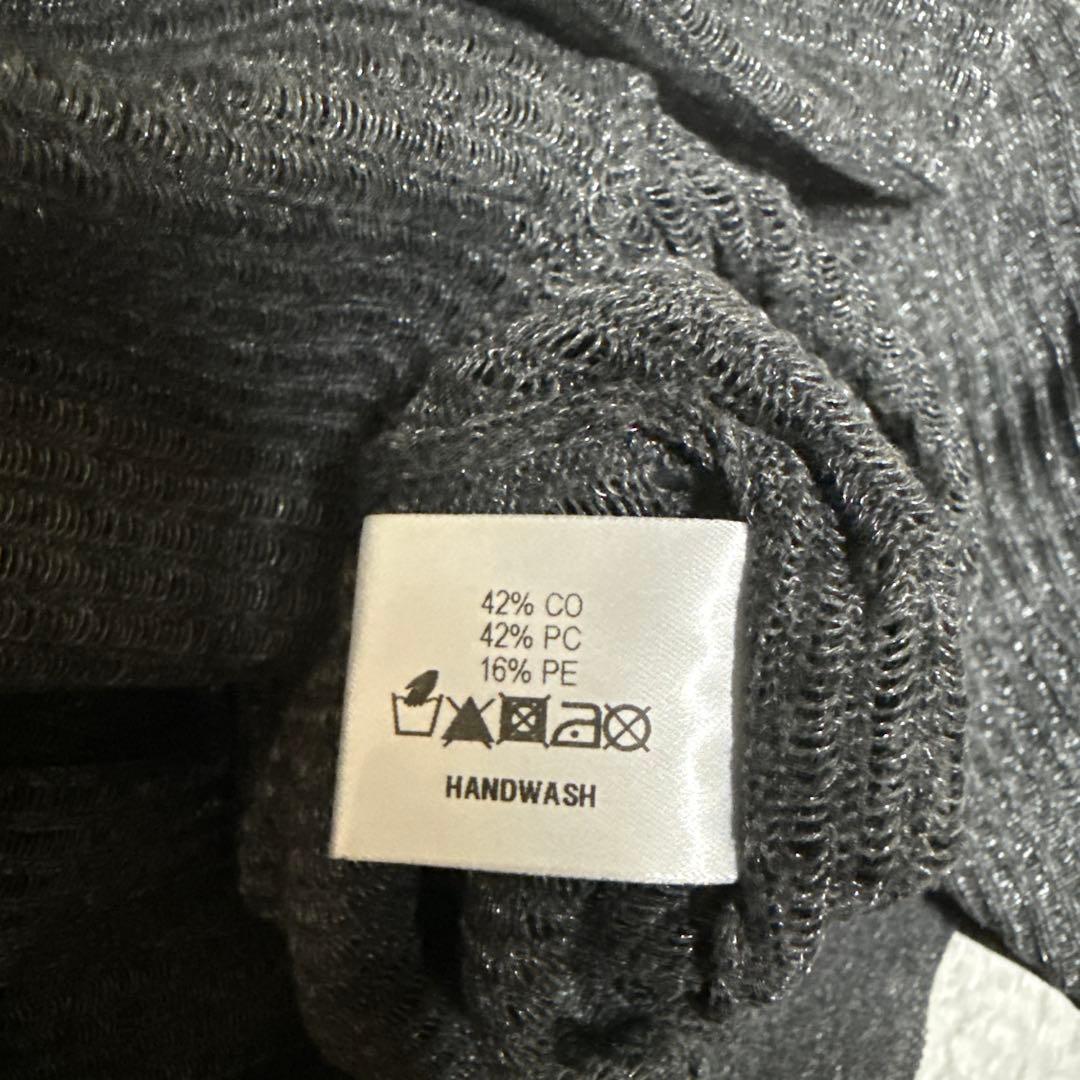 42% CO
42% PC
16% PE
HANDWASH